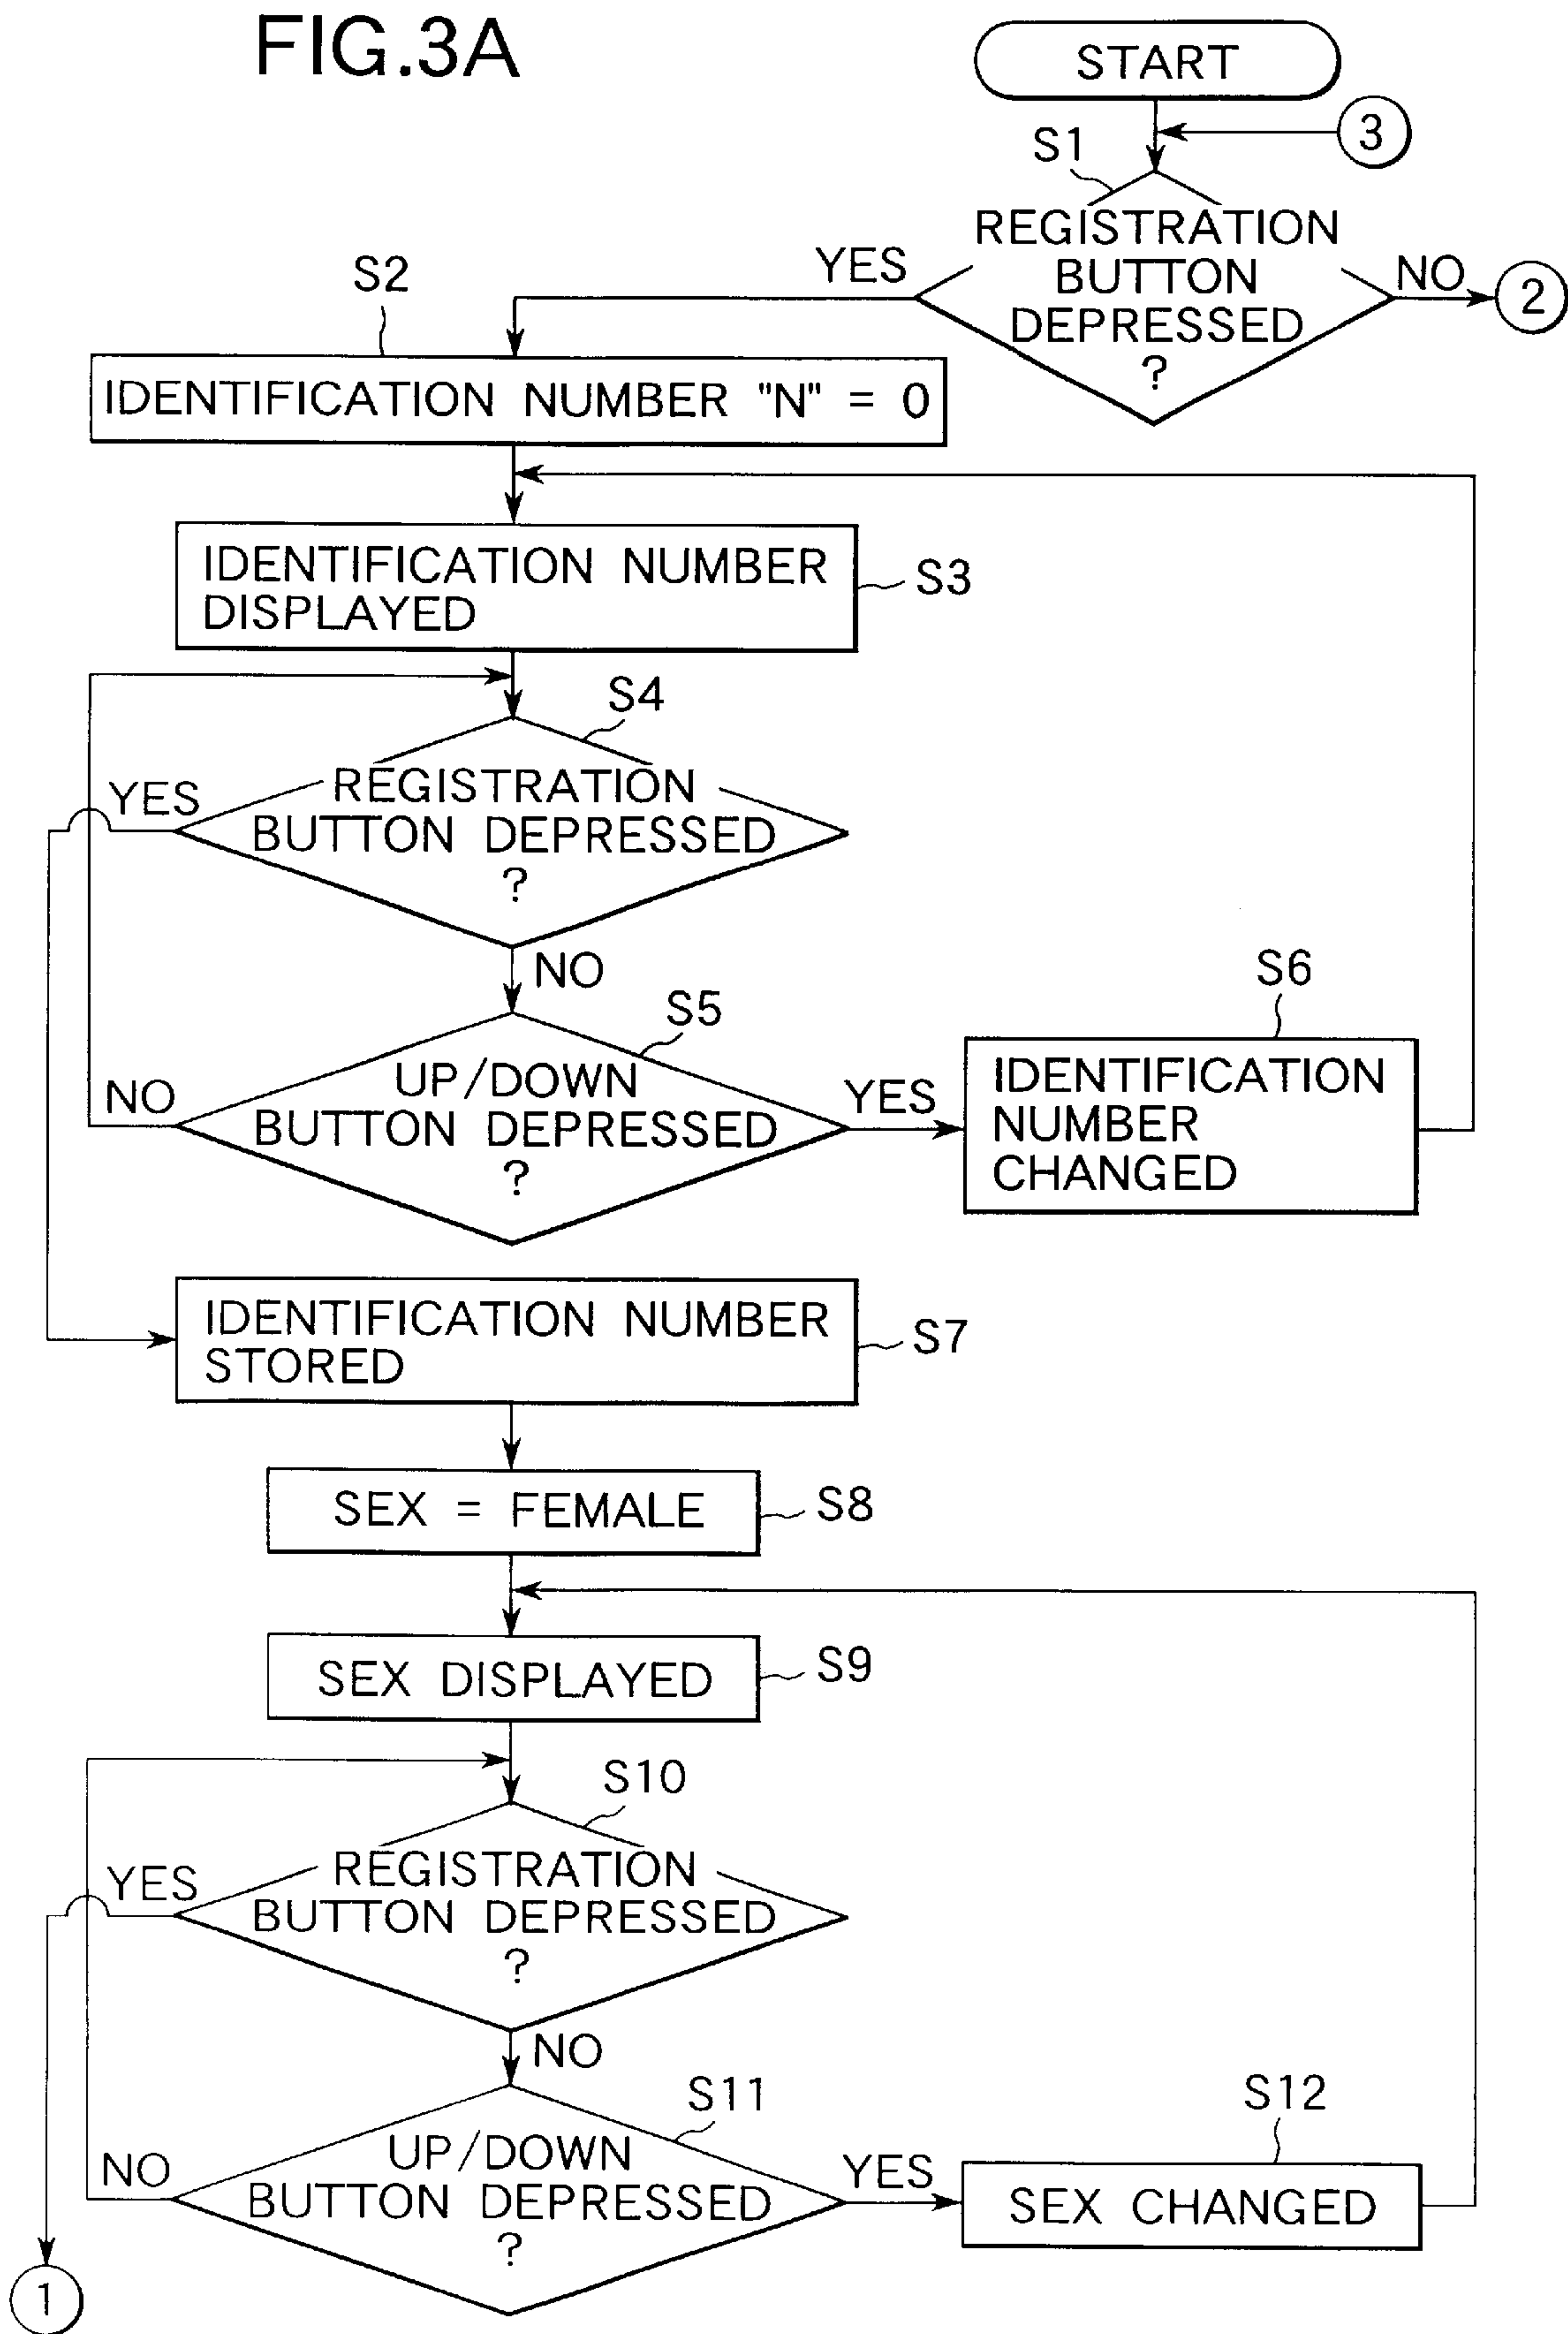 FIG.3A
START
3
S1
REGISTRATION
BUTTON
DEPRESSED
?
YES
NO
2
S2
IDENTIFICATION NUMBER "N" = 0
IDENTIFICATION NUMBER
DISPLAYED
S3
S4
REGISTRATION
BUTTON DEPRESSED
?
YES
NO
S5
UP/DOWN
BUTTON DEPRESSED
?
NO
YES
S6
IDENTIFICATION
NUMBER
CHANGED
IDENTIFICATION NUMBER
STORED
S7
SEX = FEMALE
S8
SEX DISPLAYED
S9
S10
REGISTRATION
BUTTON DEPRESSED
?
YES
NO
S11
UP/DOWN
BUTTON DEPRESSED
?
NO
YES
S12
SEX CHANGED
1